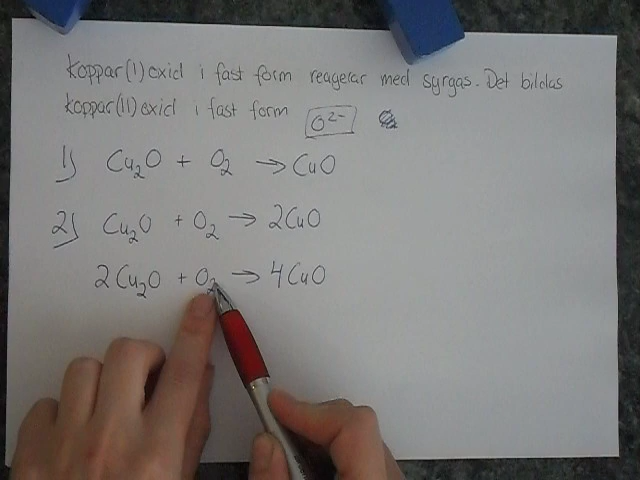 Koppar(I)oxid i fast form reagerar med syrgas. Det bildas
koppar(II)oxid i fast form O²⁻
1) Cu₂O + O₂ → CuO
2) Cu₂O + O₂ → 2CuO
2Cu₂O + O₂ → 4CuO